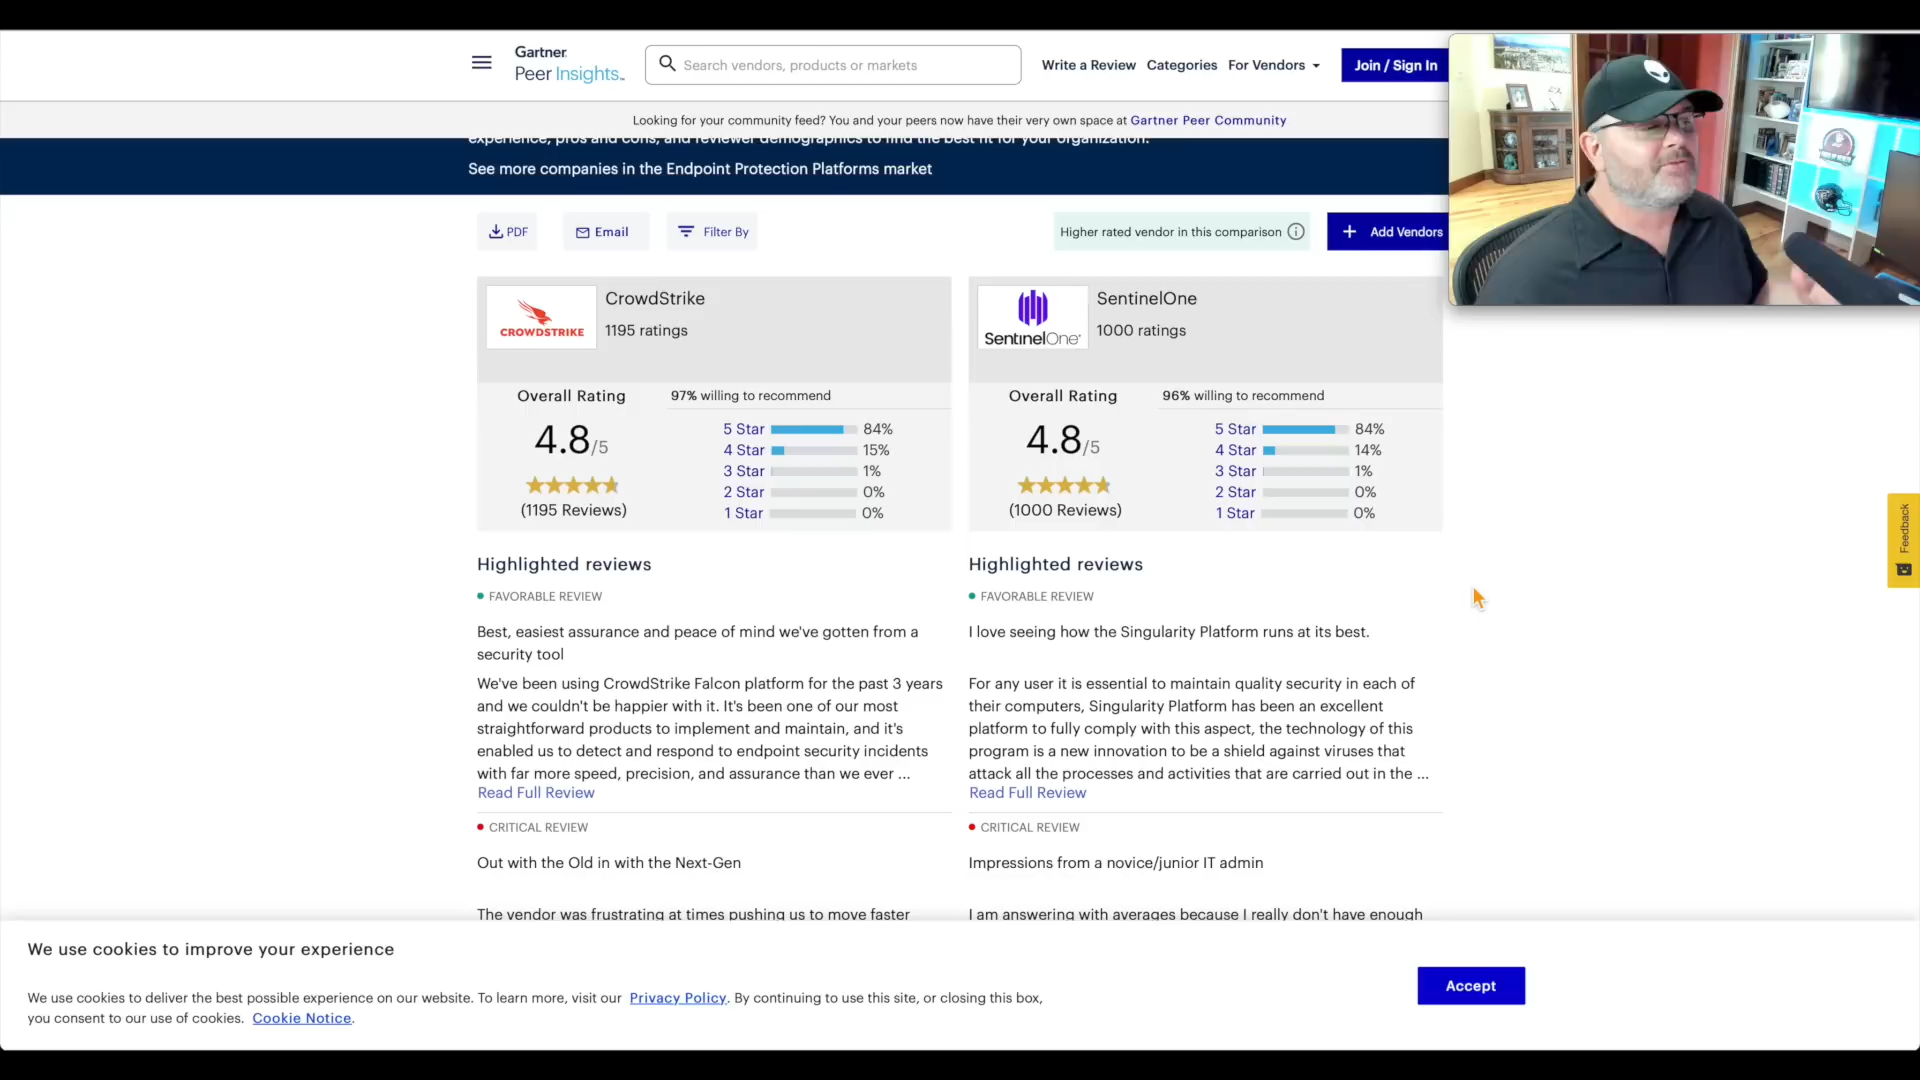 Gartner
Peer Insights™
Search vendors, products or markets
Write a Review
Categories
For Vendors
Join / Sign In
Looking for your community feed? You and your peers now have their very own space at Gartner Peer Community
experience, pros and cons, and reviewer demographics to find the best fit for your organization.
See more companies in the Endpoint Protection Platforms market
PDF
Email
Filter By
Higher rated vendor in this comparison
+ Add Vendors
CROWDSTRIKE
CrowdStrike
1195 ratings
Overall Rating
97% willing to recommend
4.8/5
(1195 Reviews)
5 Star 84%
4 Star 15%
3 Star 1%
2 Star 0%
1 Star 0%
SentinelOne
SentinelOne
1000 ratings
Overall Rating
96% willing to recommend
4.8/5
(1000 Reviews)
5 Star 84%
4 Star 14%
3 Star 1%
2 Star 0%
1 Star 0%
Feedback
Highlighted reviews
FAVORABLE REVIEW
Best, easiest assurance and peace of mind we've gotten from a
security tool
We've been using CrowdStrike Falcon platform for the past 3 years
and we couldn't be happier with it. It's been one of our most
straightforward products to implement and maintain, and it's
enabled us to detect and respond to endpoint security incidents
with far more speed, precision, and assurance than we ever ...
Read Full Review
CRITICAL REVIEW
Out with the Old in with the Next-Gen
The vendor was frustrating at times pushing us to move faster
Highlighted reviews
FAVORABLE REVIEW
I love seeing how the Singularity Platform runs at its best.
For any user it is essential to maintain quality security in each of
their computers, Singularity Platform has been an excellent
platform to fully comply with this aspect, the technology of this
program is a new innovation to be a shield against viruses that
attack all the processes and activities that are carried out in the ...
Read Full Review
CRITICAL REVIEW
Impressions from a novice/junior IT admin
I am answering with averages because I really don't have enough
We use cookies to improve your experience
We use cookies to deliver the best possible experience on our website. To learn more, visit our Privacy Policy. By continuing to use this site, or closing this box,
you consent to our use of cookies. Cookie Notice.
Accept